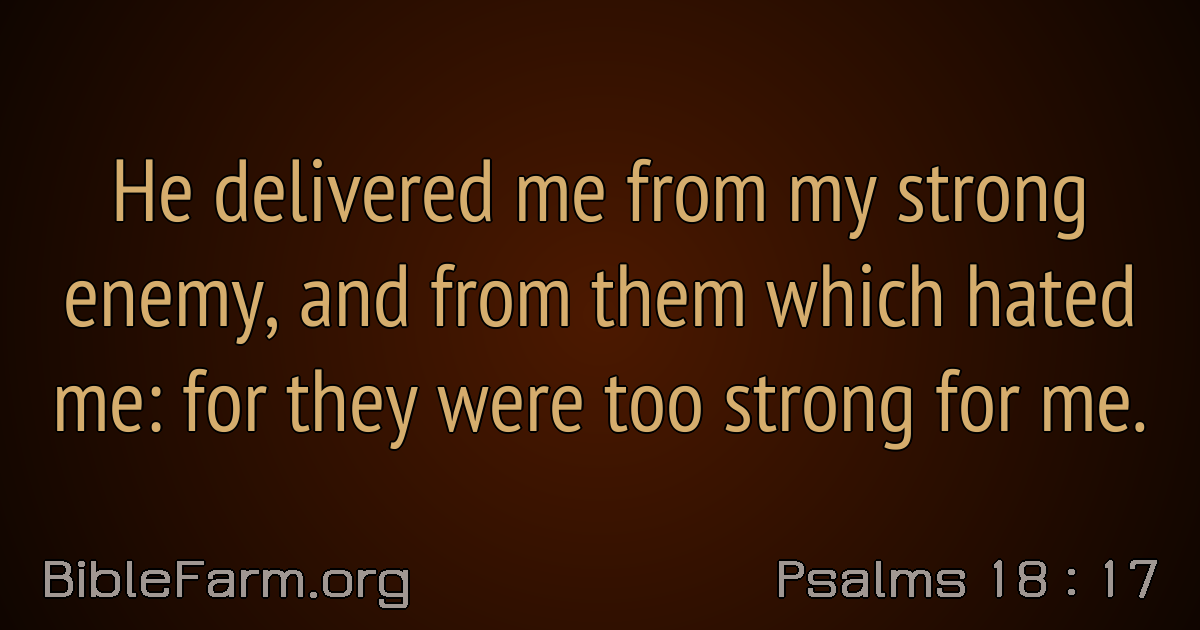 He delivered me from my strong
enemy, and from them which hated
me: for they were too strong for me.
BibleFarm.org
Psalms 18 : 17